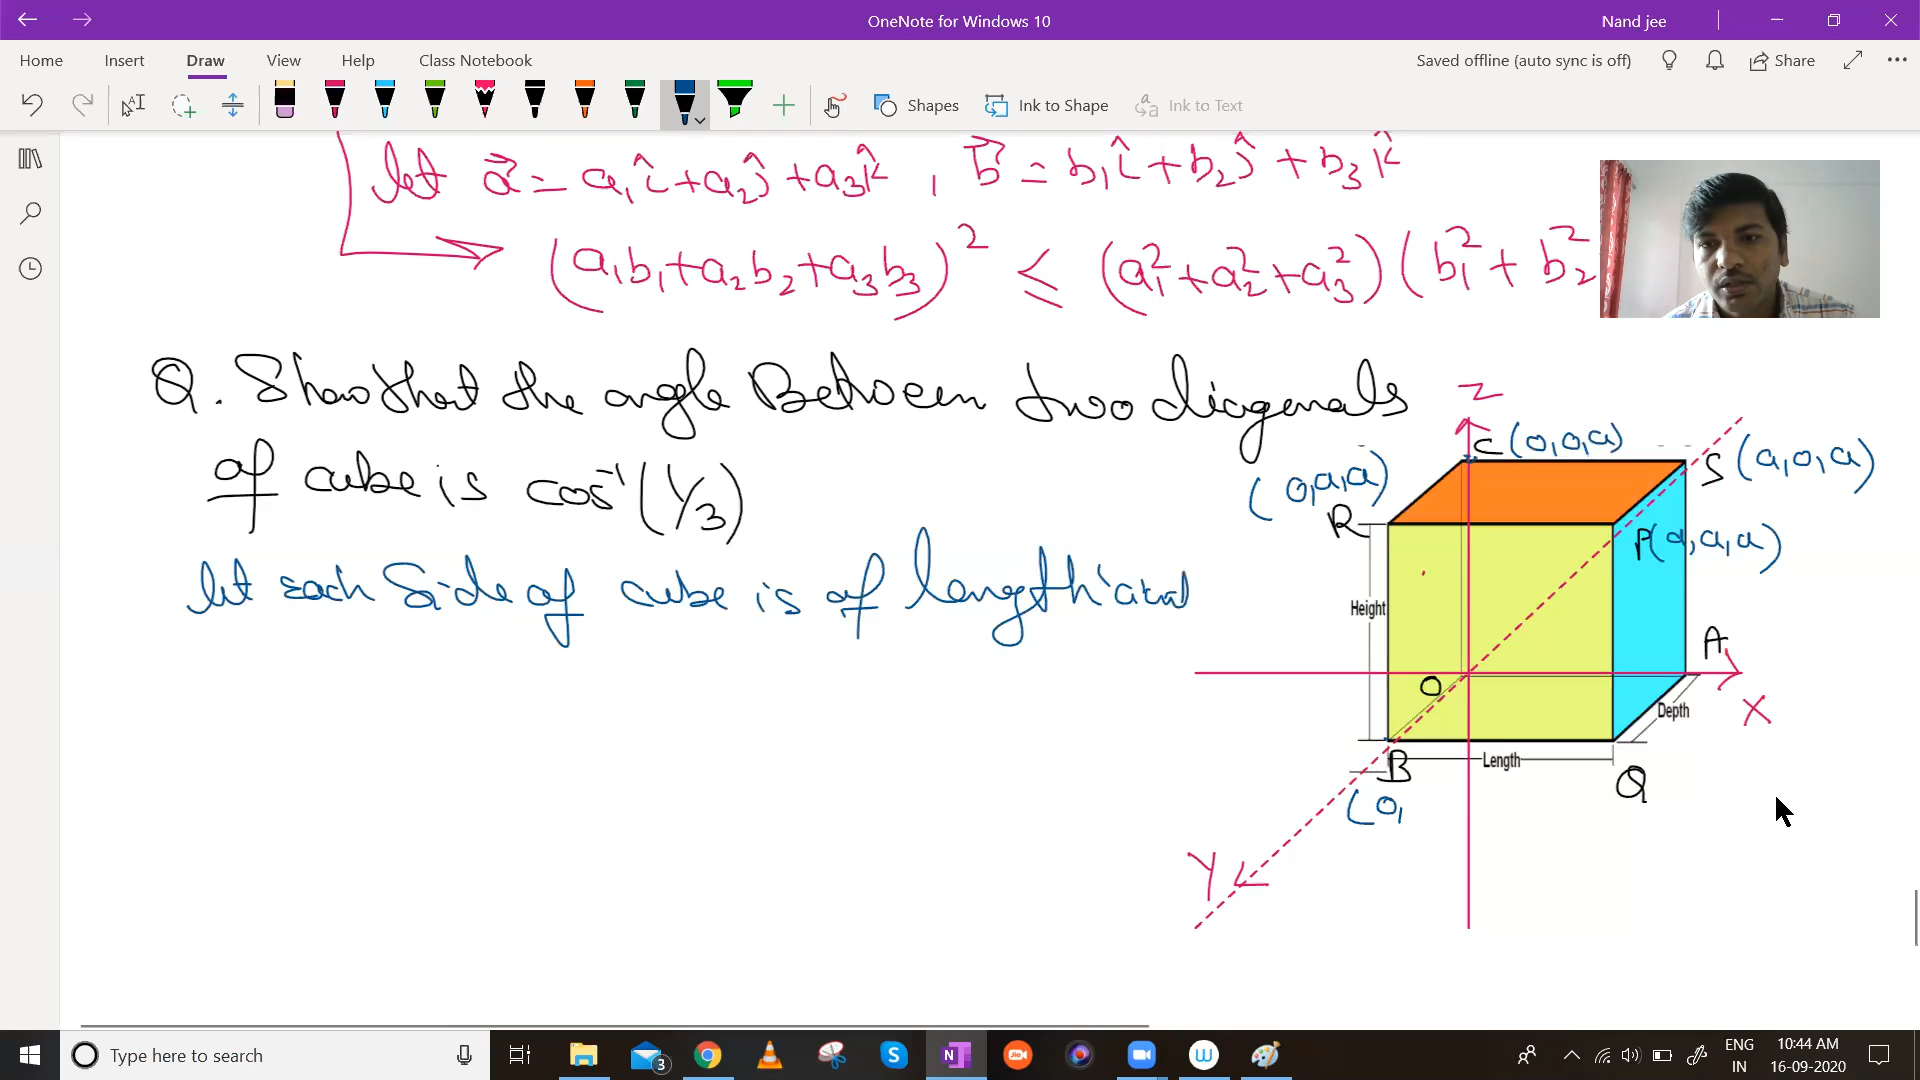 OneNote for Windows 10
Nand jee
Home Insert Draw View Help Class Notebook
Saved offline (auto sync is off) Share
Shapes Ink to Shape Ink to Text
let a⃗ = a₁î+a₂ĵ+a₃k̂ , b⃗ = b₁î+b₂ĵ+b₃k̂
(a₁b₁+a₂b₂+a₃b₃)² ≤ (a₁²+a₂²+a₃²)(b₁²+b₂²
Q. Show that the angle Between two diagonals
of cube is cos⁻¹(1/3)
let each Side of cube is of length 'a' and
Z
C (0,0,a)
S (a,0,a)
(0,a,a)
R
P(a,a,a)
Height
A
O
X
Depth
B
Length
Q
(0,
Y
Type here to search
3
N
Jio
S
W
ENG
IN
10:44 AM
16-09-2020